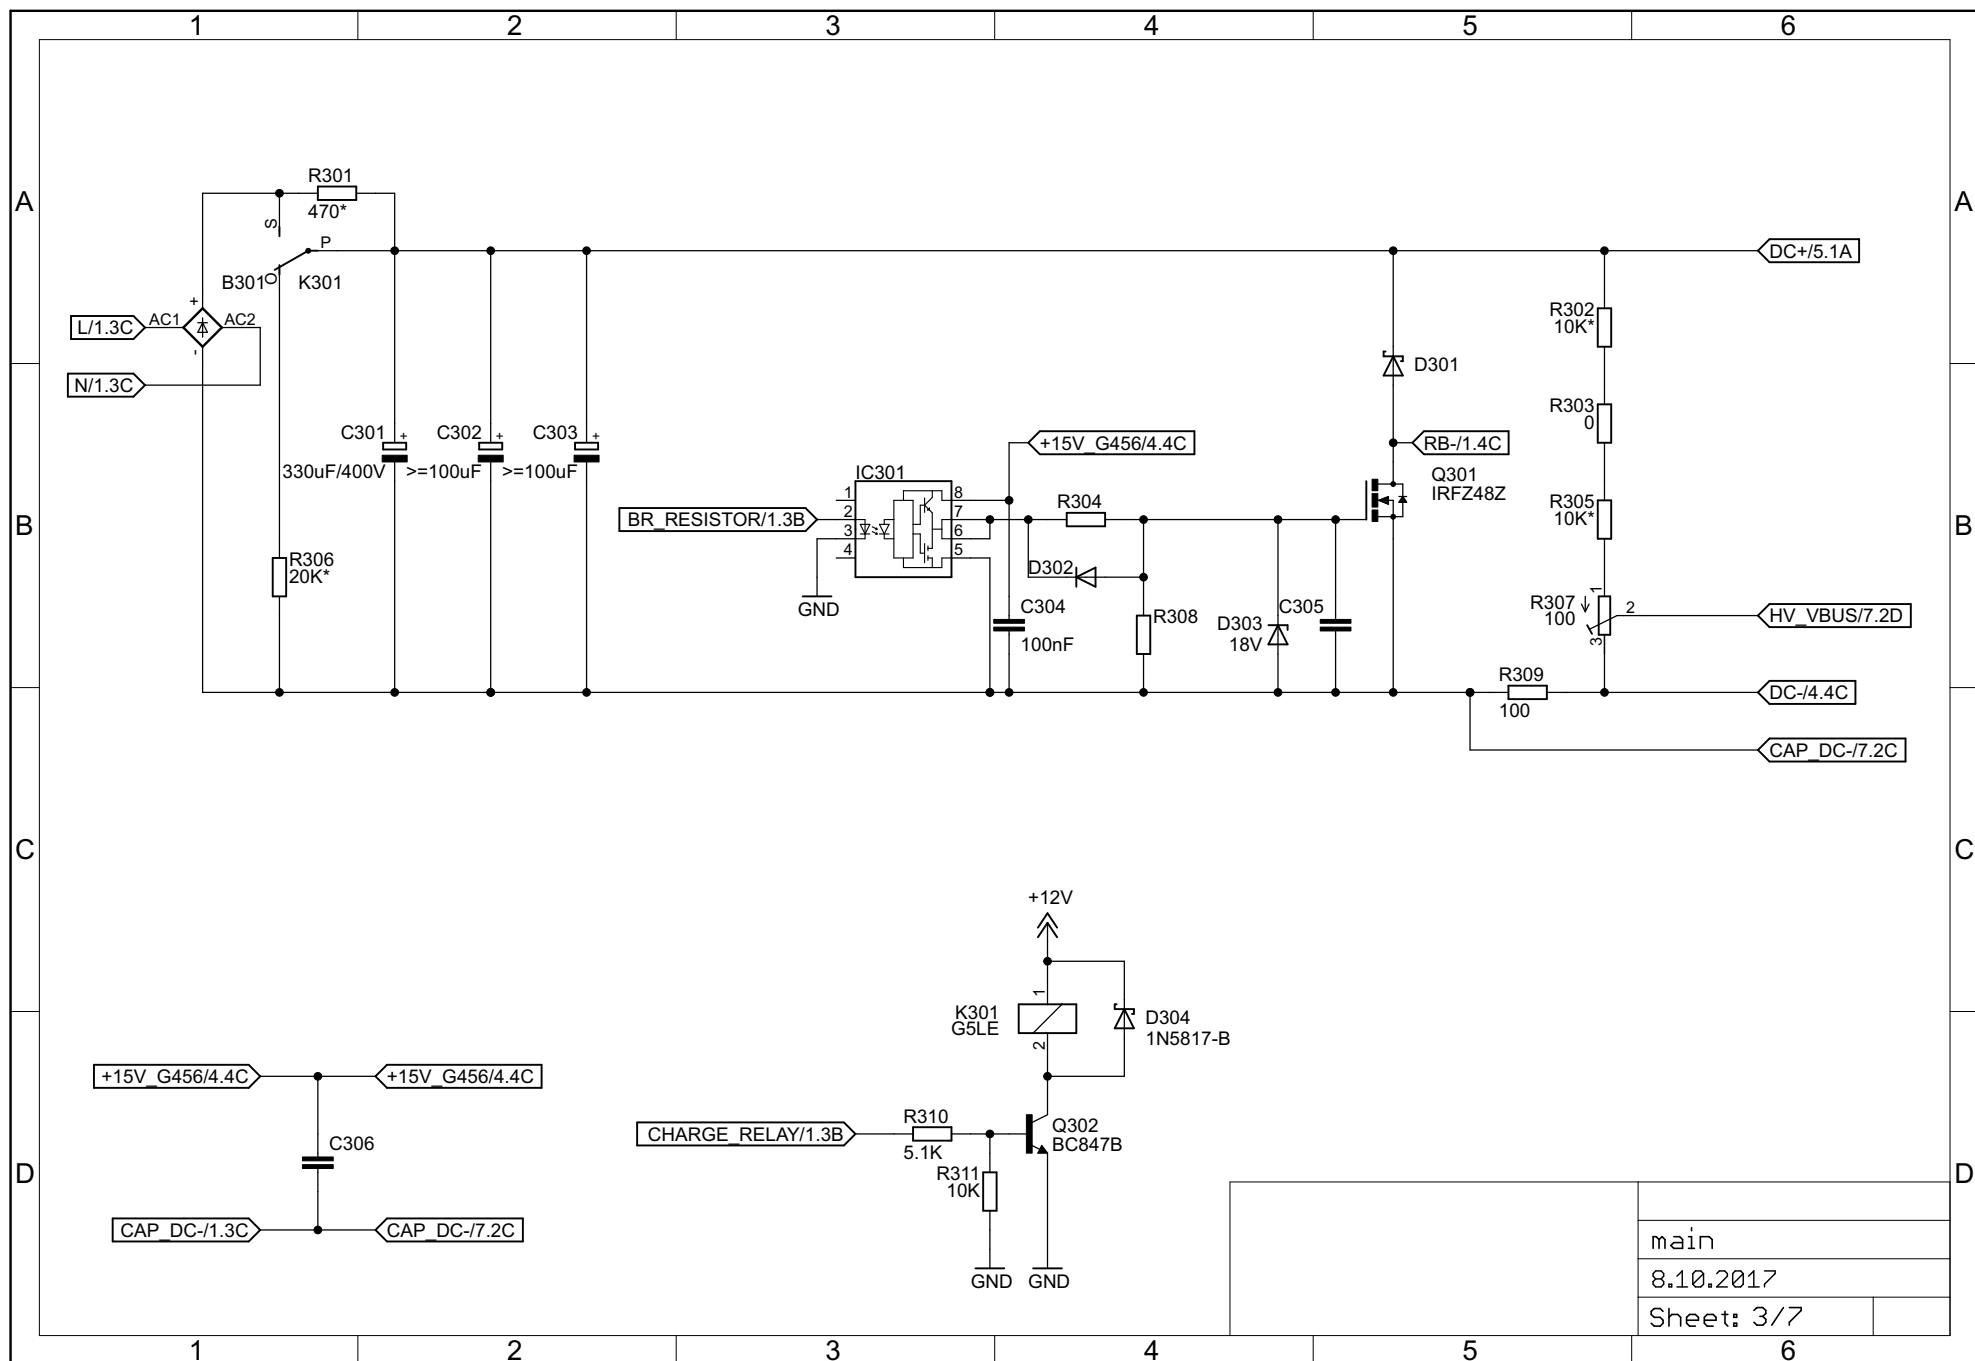 1 2 3 4 5 6
A A
R301
470*
S
P
O
B301 K301
DC+/5.1A
+
L/1.3C AC1 AC2
-
N/1.3C
R302
10K*
D301
R303
0
C301 + C302 + C303 +
330uF/400V >=100uF >=100uF
+15V_G456/4.4C
RB-/1.4C
Q301
IRFZ48Z
IC301
1 8
2 7
3 6
4 5
BR_RESISTOR/1.3B
R304
R305
10K*
B B
R306
20K*
GND
D302
C304
100nF
R308
D303
18V
C305
R307
100
1
2
3
HV_VBUS/7.2D
R309
100
DC-/4.4C
CAP_DC-/7.2C
C C
+12V
1
K301
G5LE
2
D304
1N5817-B
+15V_G456/4.4C +15V_G456/4.4C
C306
CAP_DC-/1.3C CAP_DC-/7.2C
CHARGE_RELAY/1.3B
R310
5.1K
Q302
BC847B
R311
10K
GND GND
D D
main
8.10.2017
Sheet: 3/7
1 2 3 4 5 6